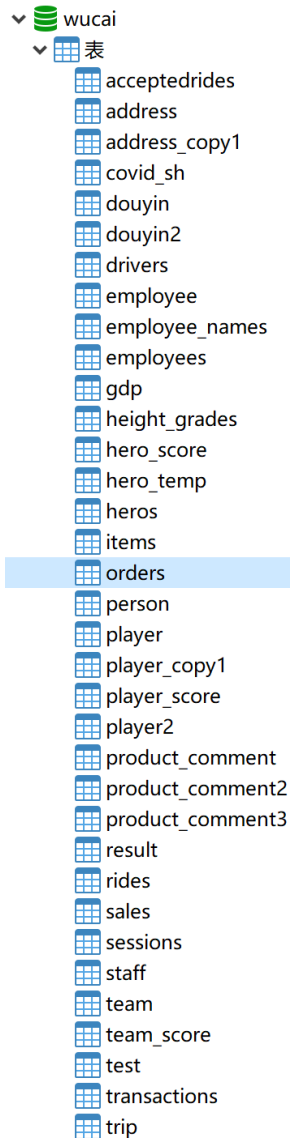 wucai
表
acceptedrides
address
address_copy1
covid_sh
douyin
douyin2
drivers
employee
employee_names
employees
gdp
height_grades
hero_score
hero_temp
heros
items
orders
person
player
player_copy1
player_score
player2
product_comment
product_comment2
product_comment3
result
rides
sales
sessions
staff
team
team_score
test
transactions
trip